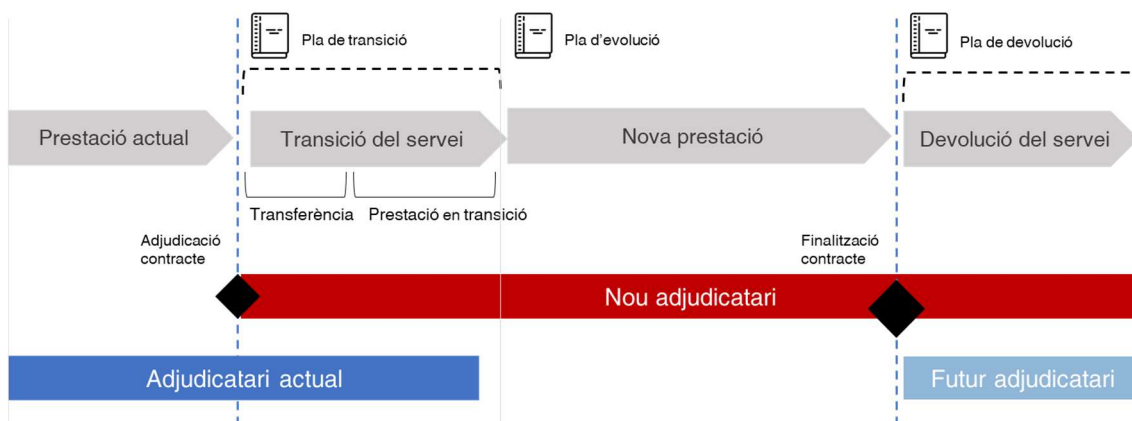 Pla de transició
Pla d'evolució
Pla de devolució
Prestació actual
Transició del servei
Nova prestació
Devolució del servei
Transferència
Prestació en transició
Adjudicació
contracte
Finalització
contracte
Nou adjudicatari
Adjudicatari actual
Futur adjudicatari